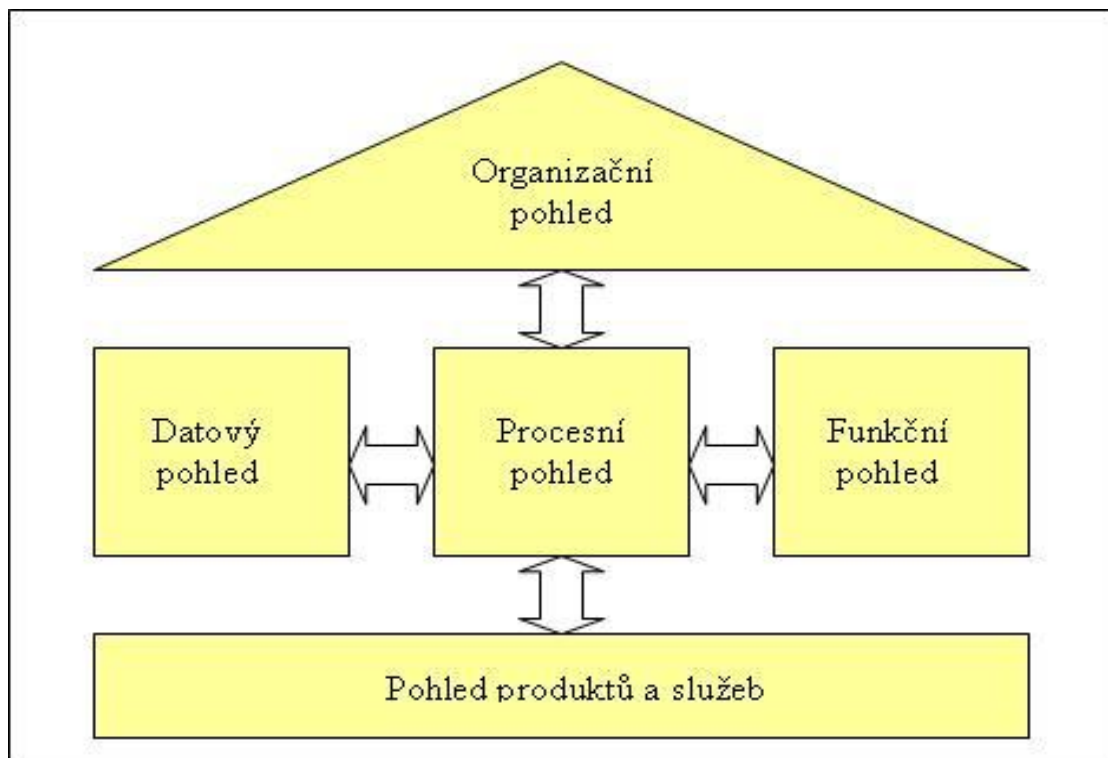 Organizační
pohled
Datový
pohled
Procesní
pohled
Funkční
pohled
Pohled produktů a služeb